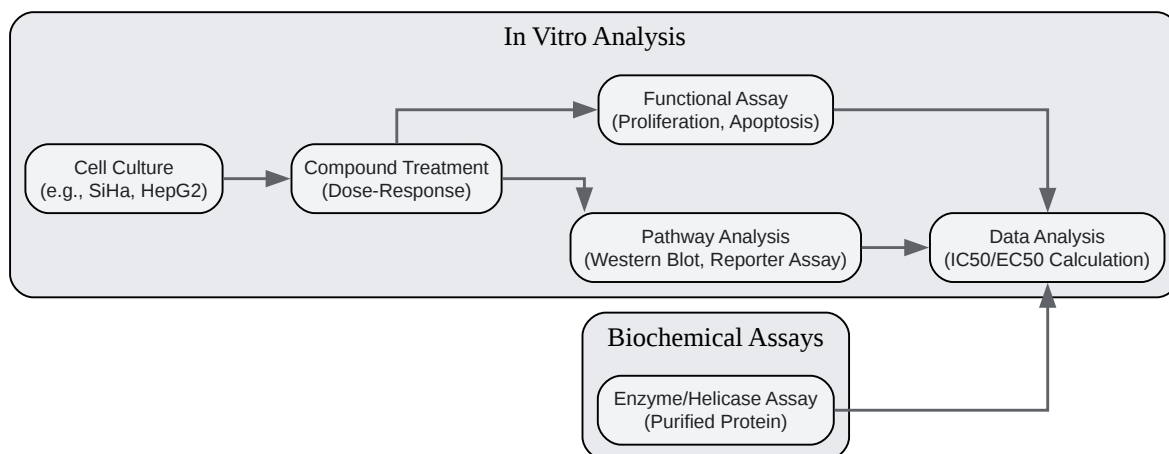 In Vitro Analysis
Functional Assay
(Proliferation, Apoptosis)
Cell Culture
(e.g., SiHa, HepG2)
Compound Treatment
(Dose-Response)
Pathway Analysis
(Western Blot, Reporter Assay)
Data Analysis
(IC50/EC50 Calculation)
Biochemical Assays
Enzyme/Helicase Assay
(Purified Protein)